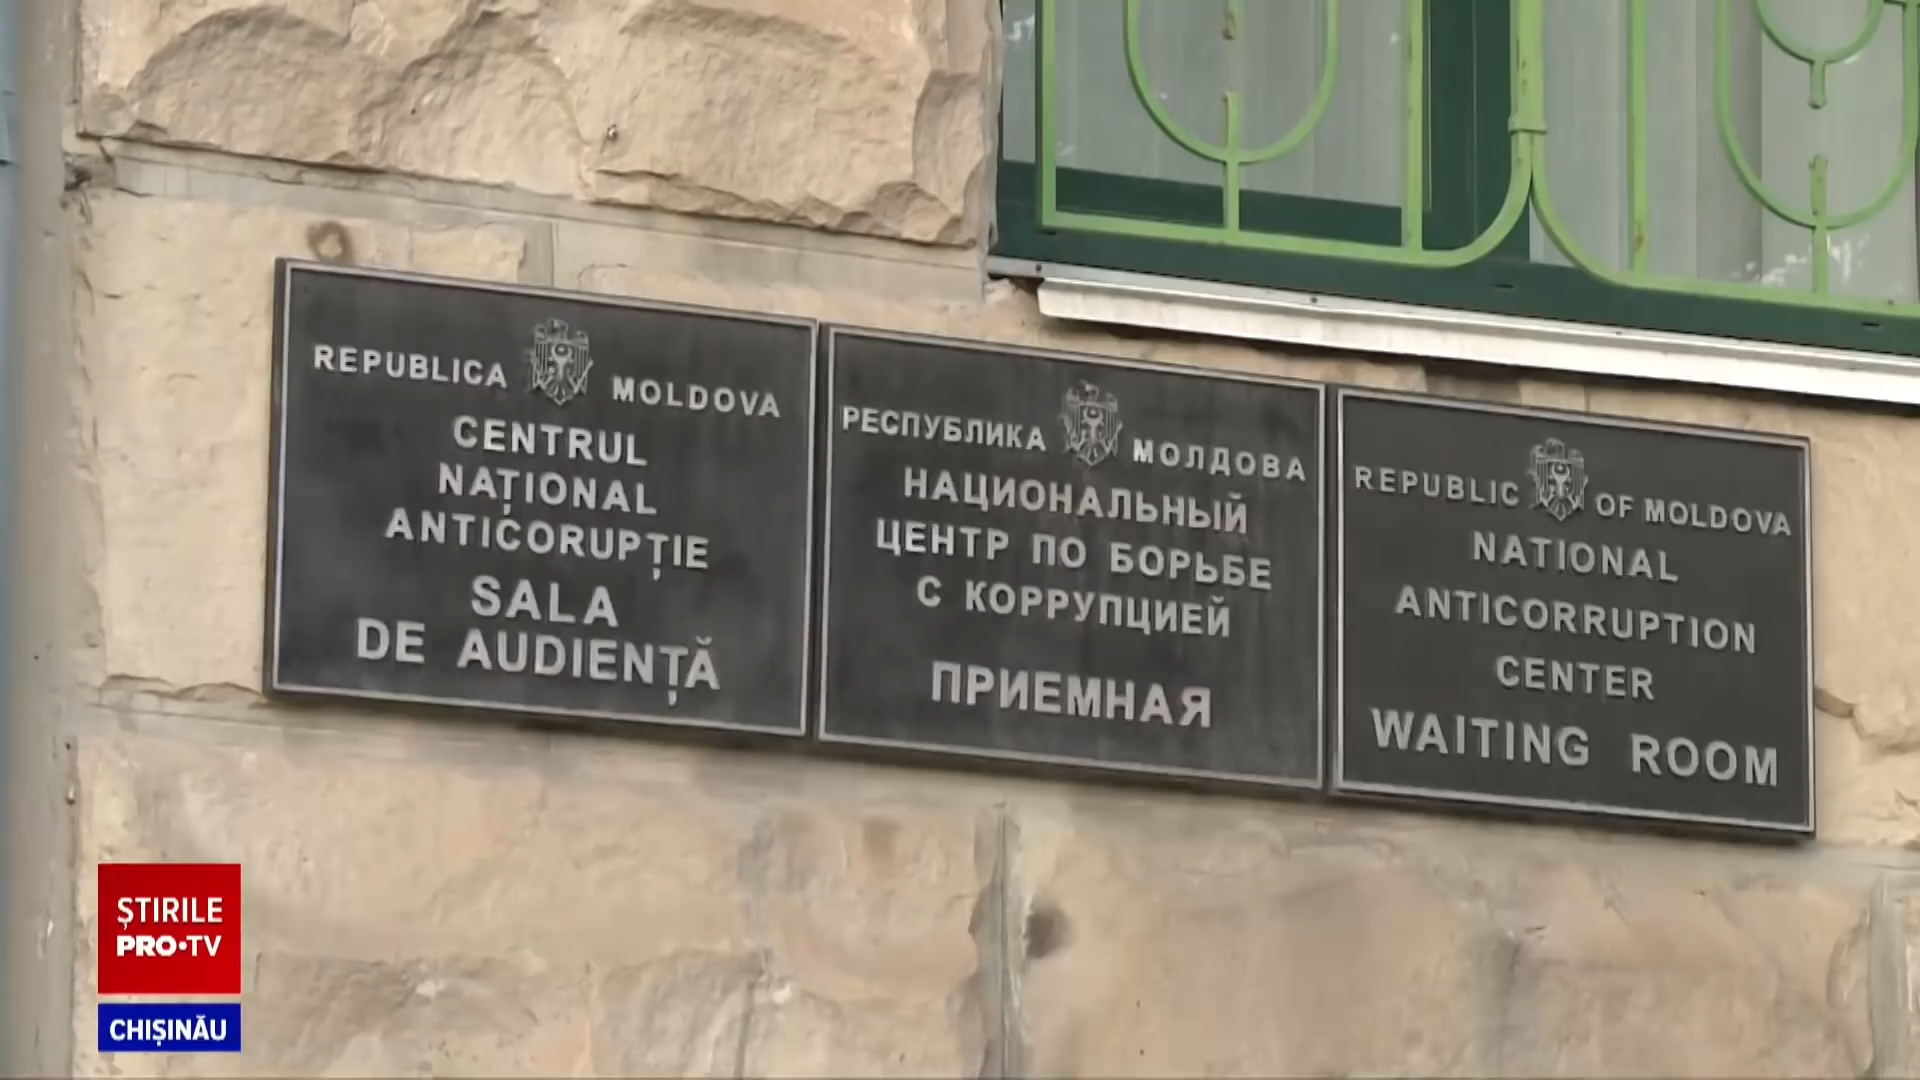 REPUBLICA MOLDOVA
CENTRUL
NAȚIONAL
ANTICORUPȚIE
SALA
DE AUDIENȚĂ
РЕСПУБЛИКА МОЛДОВА
НАЦИОНАЛЬНЫЙ
ЦЕНТР ПО БОРЬБЕ
С КОРРУПЦИЕЙ
ПРИЕМНАЯ
REPUBLIC OF MOLDOVA
NATIONAL
ANTICORRUPTION
CENTER
WAITING ROOM
ȘTIRILE
PRO•TV
CHIȘINĂU